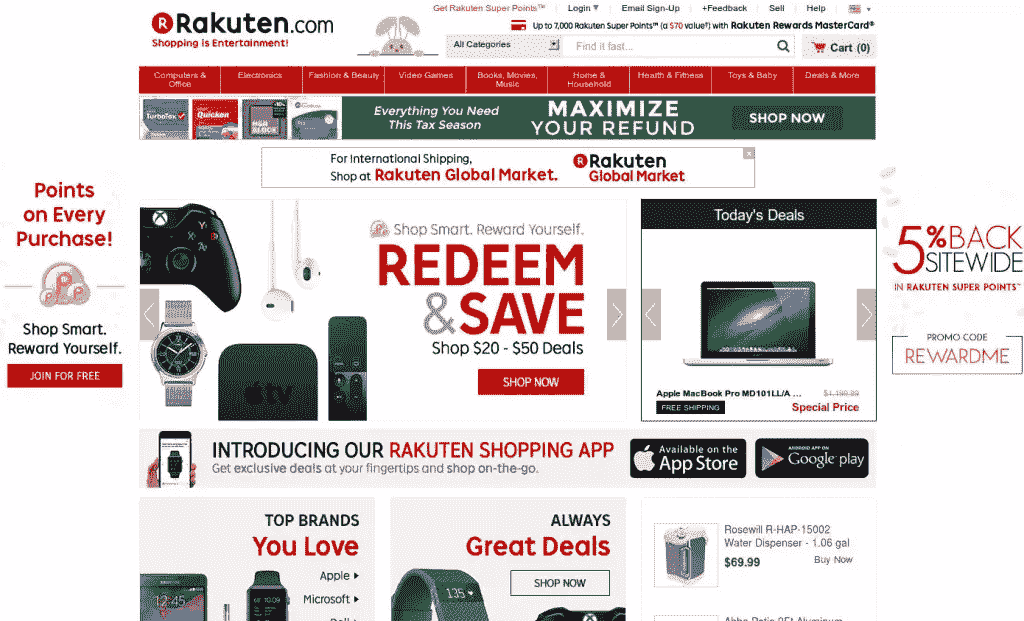 Get Rakuten Super Points™
Login ▼
Email Sign-Up
+Feedback
Sell
Help
Rakuten.com
Shopping is Entertainment!
Up to 7,000 Rakuten Super Points™ (a $70 value†) with Rakuten Rewards MasterCard®
All Categories
Find it fast...
Cart (0)
Computers & Office
Electronics
Fashion & Beauty
Video Games
Books, Movies, Music
Home & Household
Health & Fitness
Toys & Baby
Deals & More
TurboTax
Quicken
H&R BLOCK
Everything You Need
This Tax Season
MAXIMIZE
YOUR REFUND
SHOP NOW
For International Shipping,
Shop at Rakuten Global Market.
Rakuten
Global Market
Points
on Every
Purchase!
Shop Smart.
Reward Yourself.
JOIN FOR FREE
Shop Smart. Reward Yourself.
REDEEM
& SAVE
Shop $20 - $50 Deals
SHOP NOW
tv
Today's Deals
Apple MacBook Pro MD101LL/A ...
$1,199.99
FREE SHIPPING
Special Price
5% BACK
SITEWIDE
IN RAKUTEN SUPER POINTS™
PROMO CODE
REWARDME
INTRODUCING OUR RAKUTEN SHOPPING APP
Get exclusive deals at your fingertips and shop on-the-go.
Available on the
App Store
ANDROID APP ON
Google play
TOP BRANDS
You Love
Apple
Microsoft
Dell
12:45
10:09
ALWAYS
Great Deals
SHOP NOW
135
Rosewill R-HAP-15002
Water Dispenser - 1.06 gal
$69.99
Buy Now